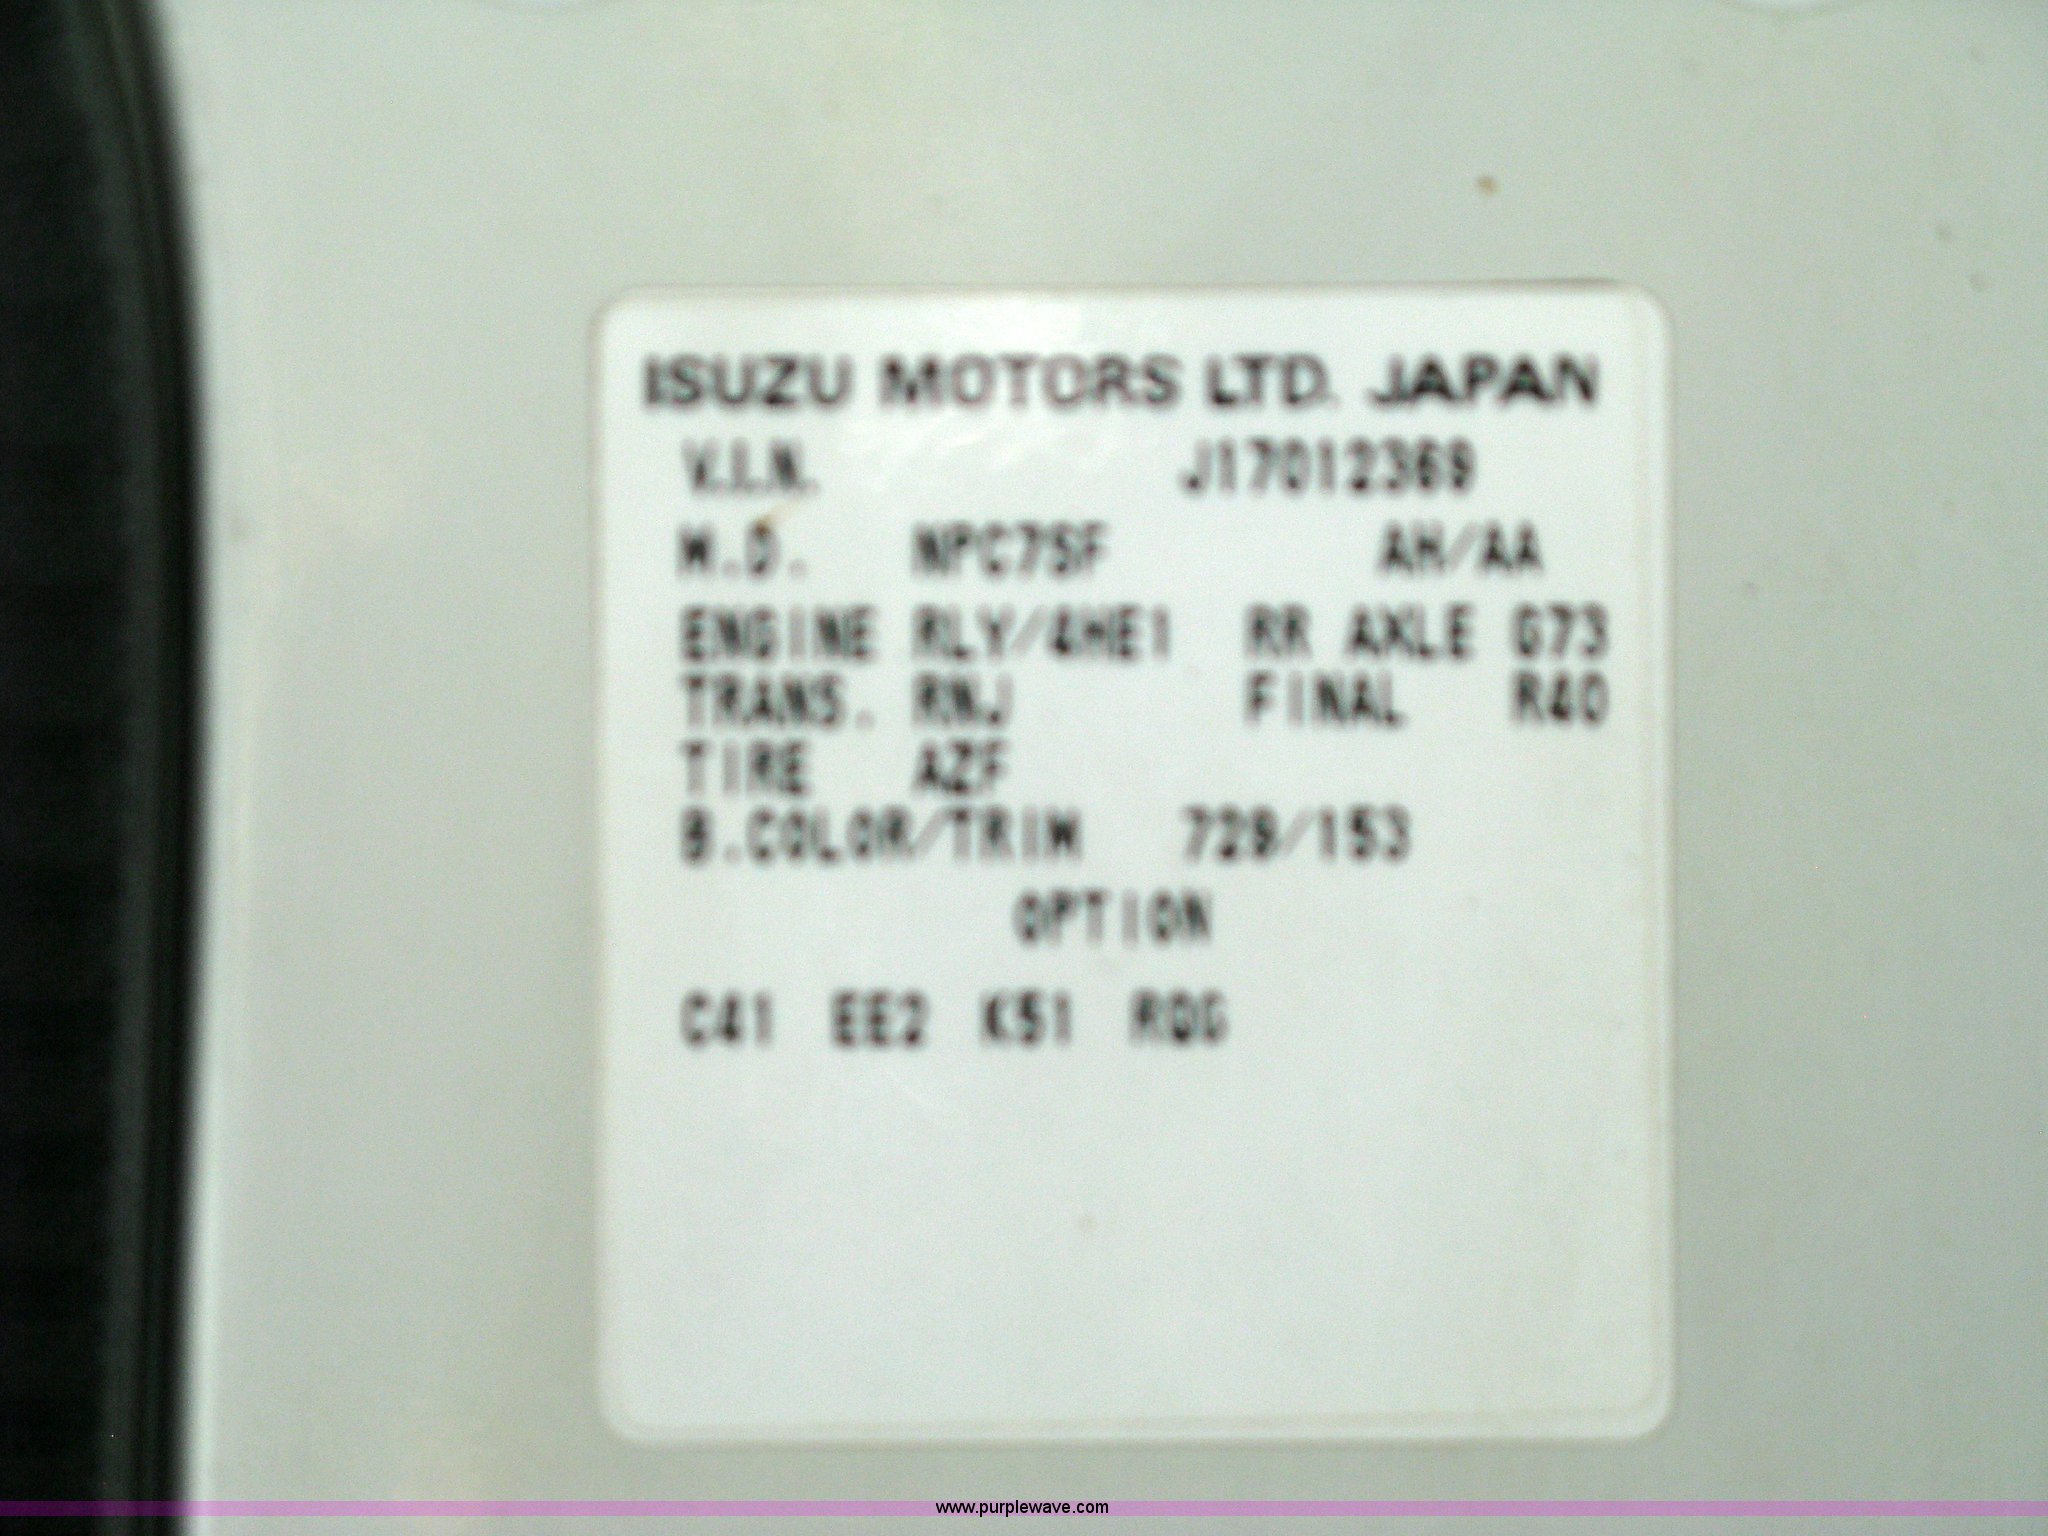 ISUZU MOTORS LTD. JAPAN
V.I.N. J17012369
M.D. NPC7SF AH/AA
ENGINE RLY/4HE1 RR AXLE G73
TRANS. RNJ FINAL R40
TIRE AZF
B.COLOR/TRIM 729/153
OPTION
C41 EE2 K51 RQG
www.purplewave.com